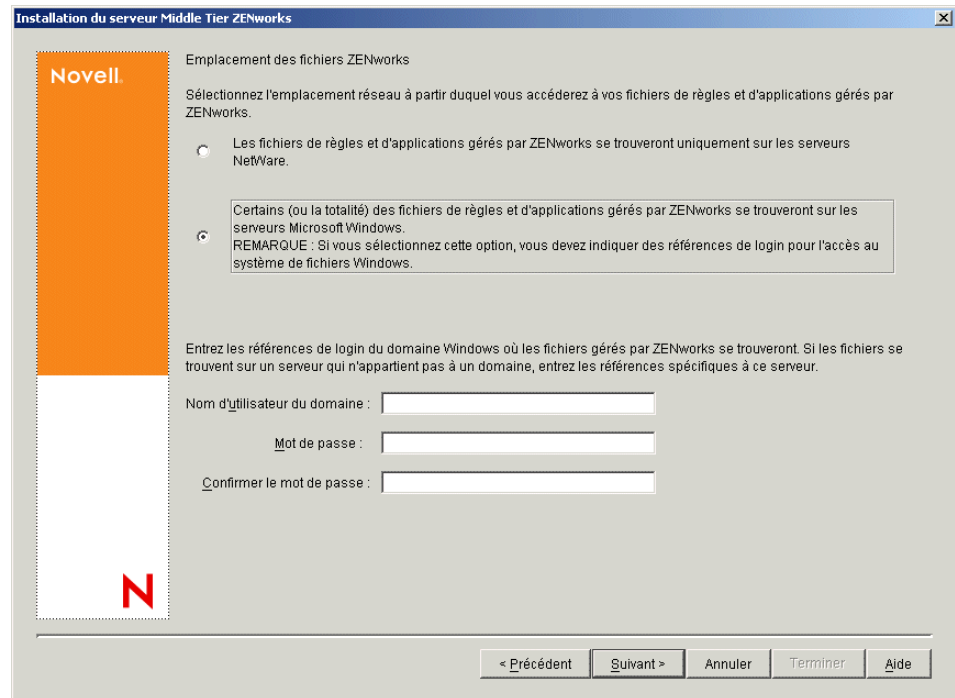 Installation du serveur Middle Tier ZENworks
Novell.
Emplacement des fichiers ZENworks
Sélectionnez l'emplacement réseau à partir duquel vous accéderez à vos fichiers de règles et d'applications gérés par
ZENworks.
Les fichiers de règles et d'applications gérés par ZENworks se trouveront uniquement sur les serveurs
NetWare.
Certains (ou la totalité) des fichiers de règles et d'applications gérés par ZENworks se trouveront sur les
serveurs Microsoft Windows.
REMARQUE : Si vous sélectionnez cette option, vous devez indiquer des références de login pour l'accès au
système de fichiers Windows.
Entrez les références de login du domaine Windows où les fichiers gérés par ZENworks se trouveront. Si les fichiers se
trouvent sur un serveur qui n'appartient pas à un domaine, entrez les références spécifiques à ce serveur.
Nom d'utilisateur du domaine :
Mot de passe :
Confirmer le mot de passe :
N
< Précédent
Suivant >
Annuler
Terminer
Aide